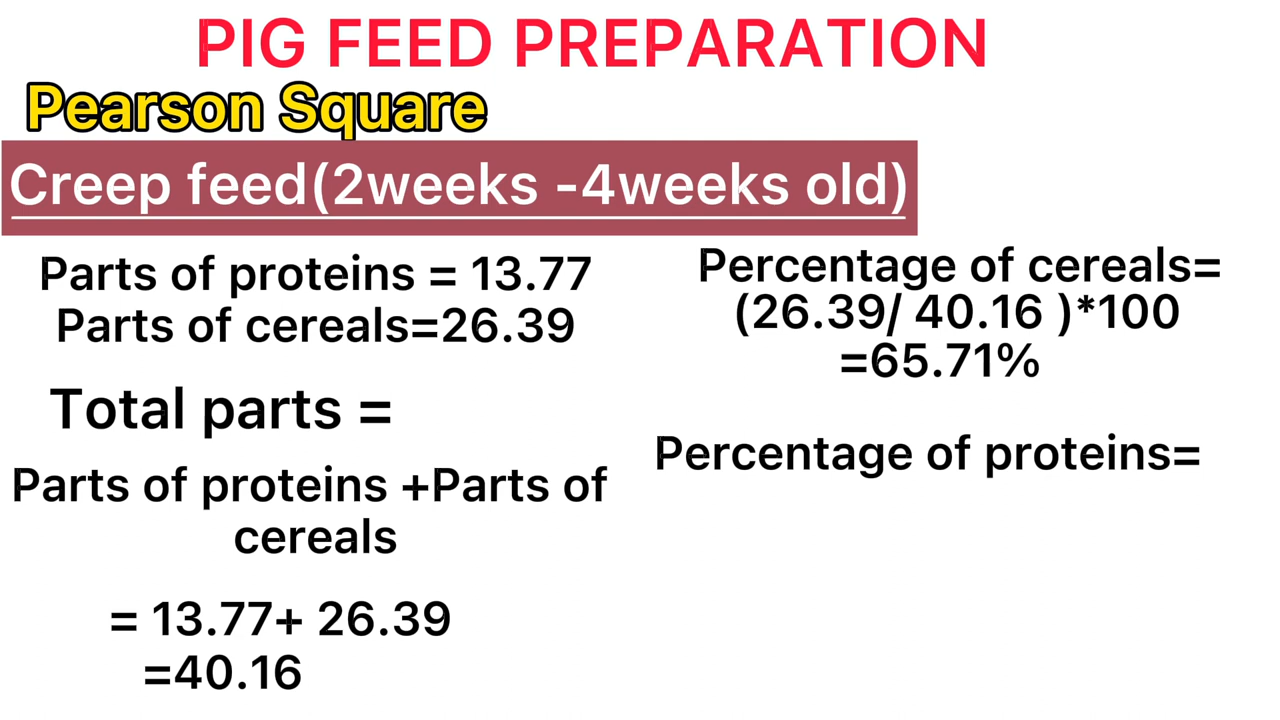 PIG FEED PREPARATION
Pearson Square
Creep feed(2weeks -4weeks old)
Parts of proteins = 13.77
Parts of cereals=26.39
Total parts =
Parts of proteins +Parts of
cereals
= 13.77+ 26.39
=40.16
Percentage of cereals=
(26.39/ 40.16 )*100
=65.71%
Percentage of proteins=